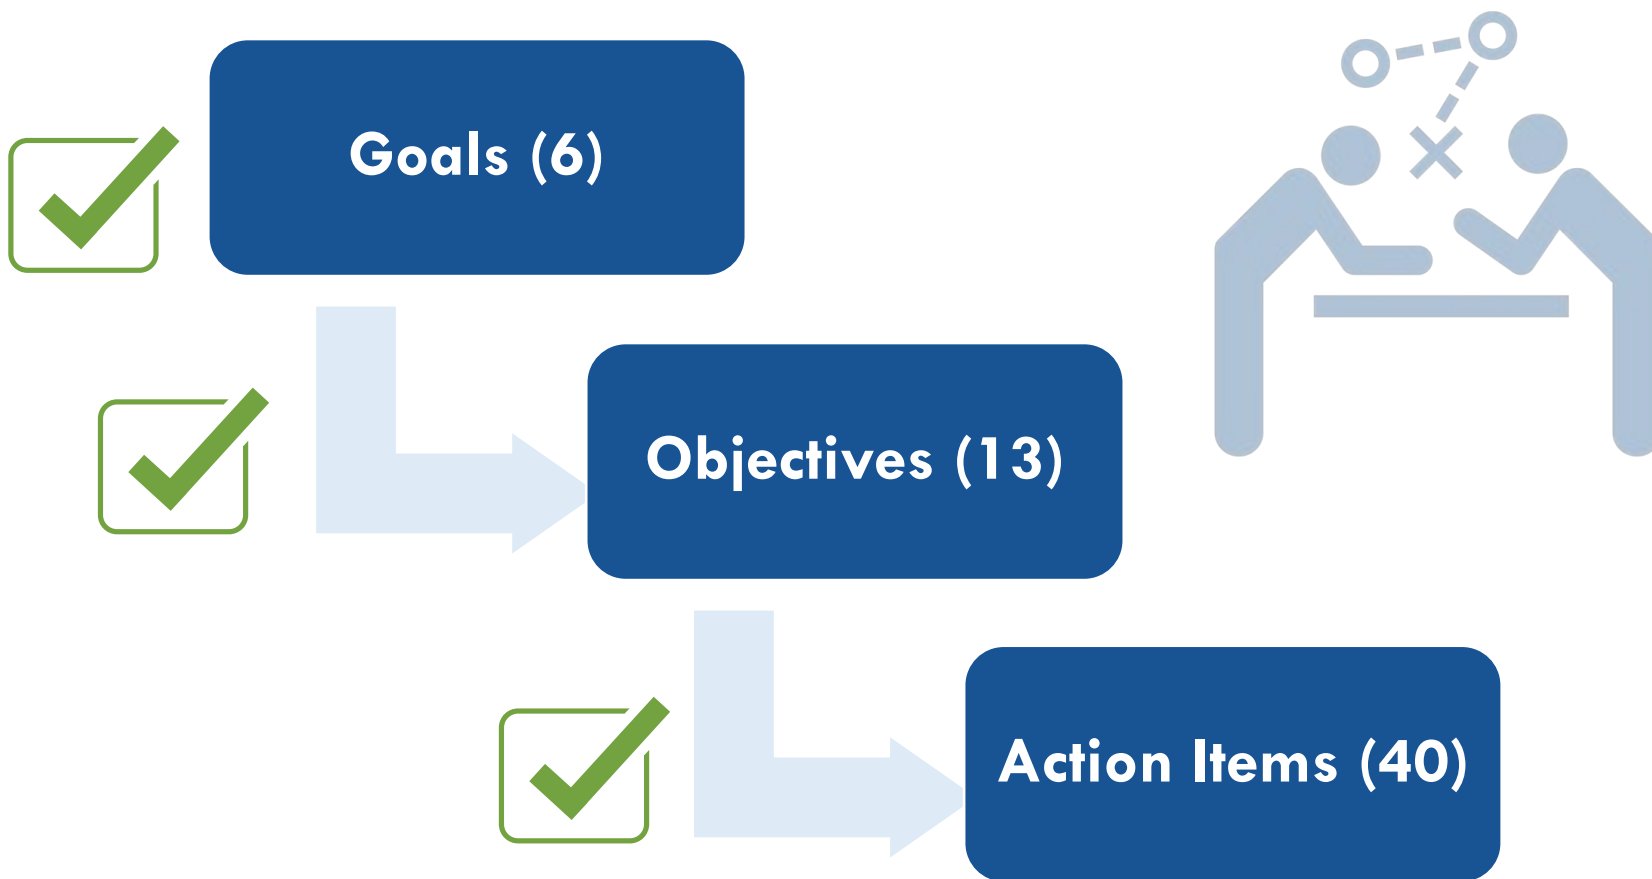 Goals (6)
Objectives (13)
Action Items (40)